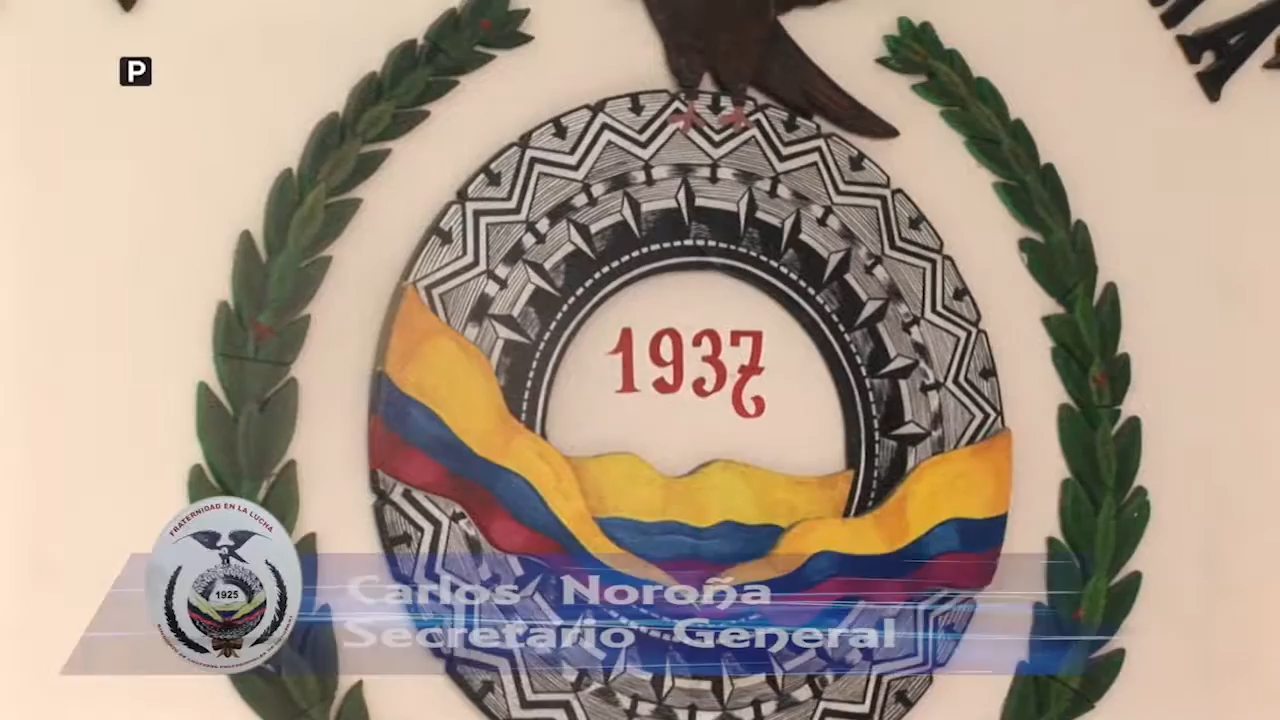 P
1937
FRATERNIDAD EN LA LUCHA
1925
Carlos Noroña
Secretario General